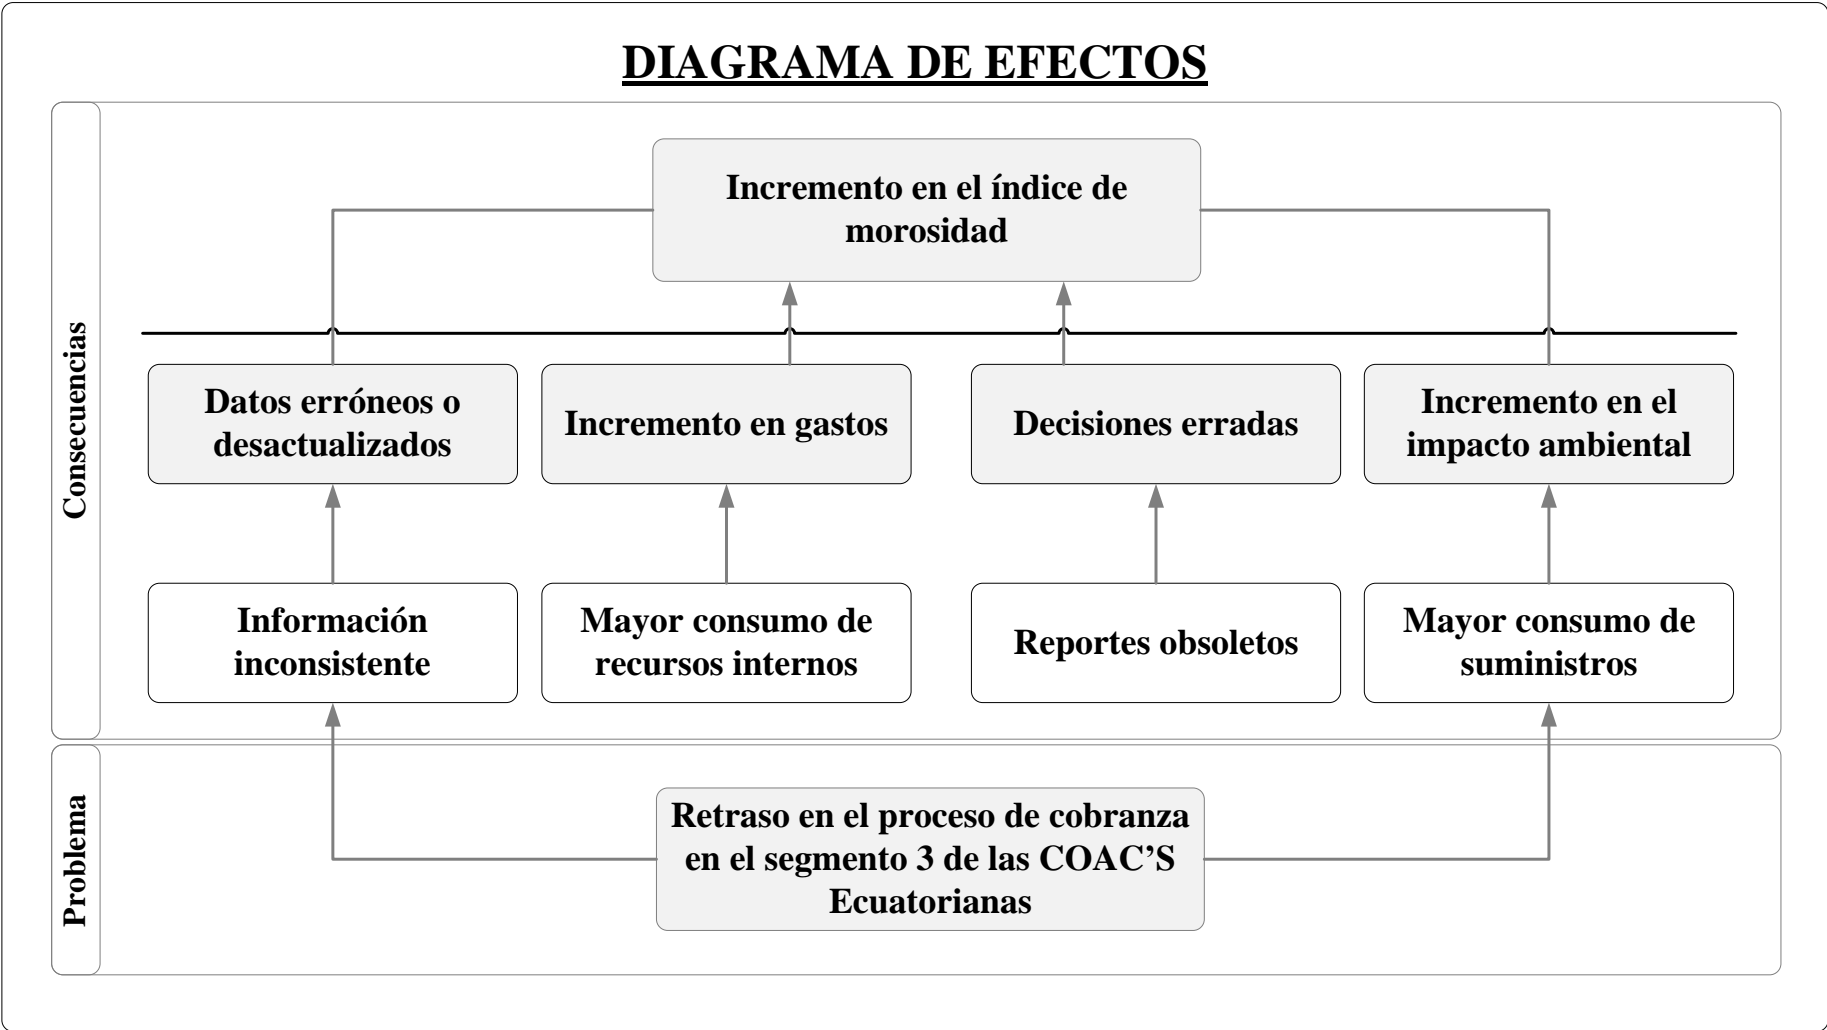 DIAGRAMA DE EFECTOS
Consecuencias
Incremento en el índice de
morosidad
Datos erróneos o
desactualizados
Incremento en gastos
Decisiones erradas
Incremento en el
impacto ambiental
Información
inconsistente
Mayor consumo de
recursos internos
Reportes obsoletos
Mayor consumo de
suministros
Problema
Retraso en el proceso de cobranza
en el segmento 3 de las COAC’S
Ecuatorianas